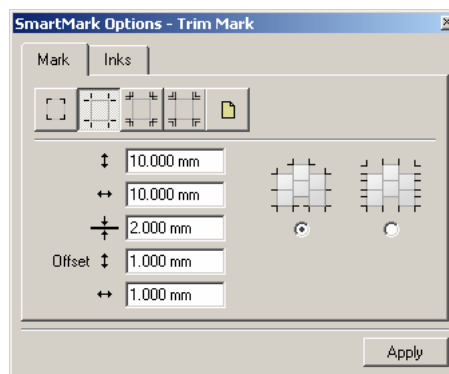 SmartMark Options - Trim Mark
Mark Inks
10.000 mm
10.000 mm
2.000 mm
Offset 1.000 mm
1.000 mm
Apply